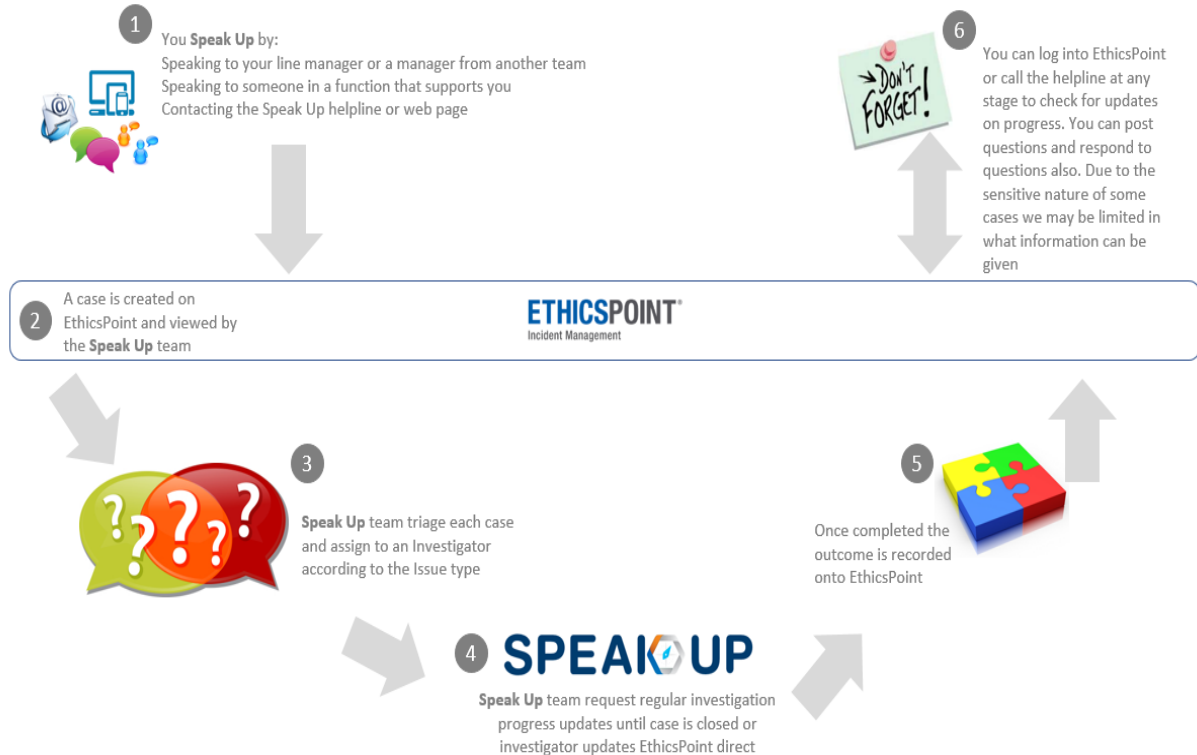 1
You Speak Up by:
Speaking to your line manager or a manager from another team
Speaking to someone in a function that supports you
Contacting the Speak Up helpline or web page
@
2
A case is created on
EthicsPoint and viewed by
the Speak Up team
ETHICSPOINT®
Incident Management
3
? ? ? ? ?
Speak Up team triage each case
and assign to an Investigator
according to the Issue type
4
SPEAK UP
Speak Up team request regular investigation
progress updates until case is closed or
investigator updates EthicsPoint direct
5
Once completed the
outcome is recorded
onto EthicsPoint
6
DON'T
FORGET!
You can log into EthicsPoint
or call the helpline at any
stage to check for updates
on progress. You can post
questions and respond to
questions also. Due to the
sensitive nature of some
cases we may be limited in
what information can be
given